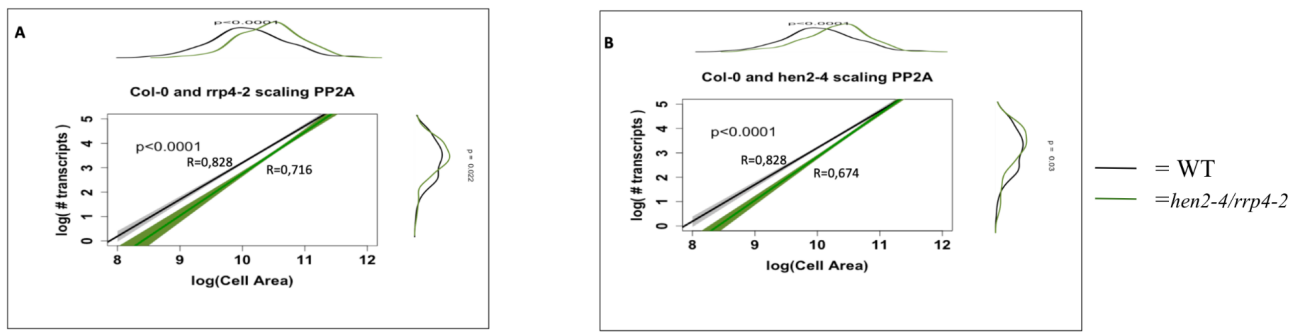 A
p<0.0001
Col-0 and rrp4-2 scaling PP2A
log( # transcripts )
5
4
3
2
1
0
p<0.0001
R=0,828
R=0,716
p = 0.022
8 9 10 11 12
log(Cell Area)
B
p<0.0001
Col-0 and hen2-4 scaling PP2A
log( # transcripts )
5
4
3
2
1
0
p<0.0001
R=0,828
R=0,674
p = 0.03
8 9 10 11 12
log(Cell Area)
= WT
=hen2-4/rrp4-2